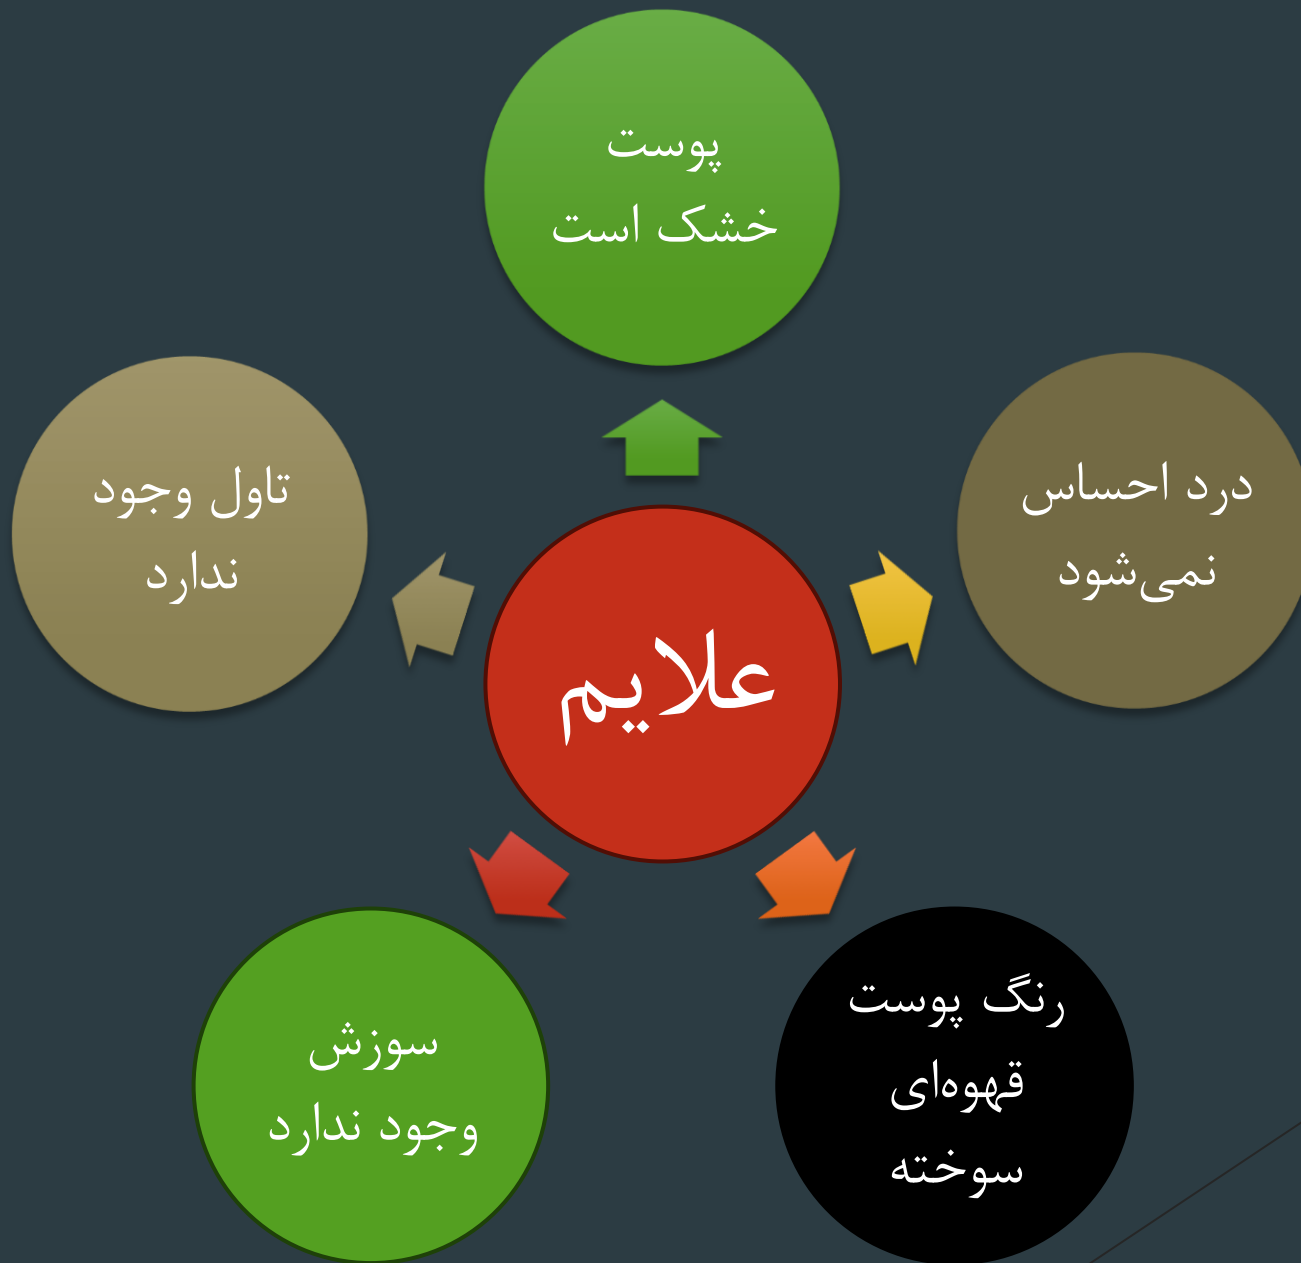 پوست
خشک است
درد احساس
نمی‌شود
تاول وجود
ندارد
علایم
رنگ پوست
قهوه‌ای
سوخته
سوزش
وجود ندارد